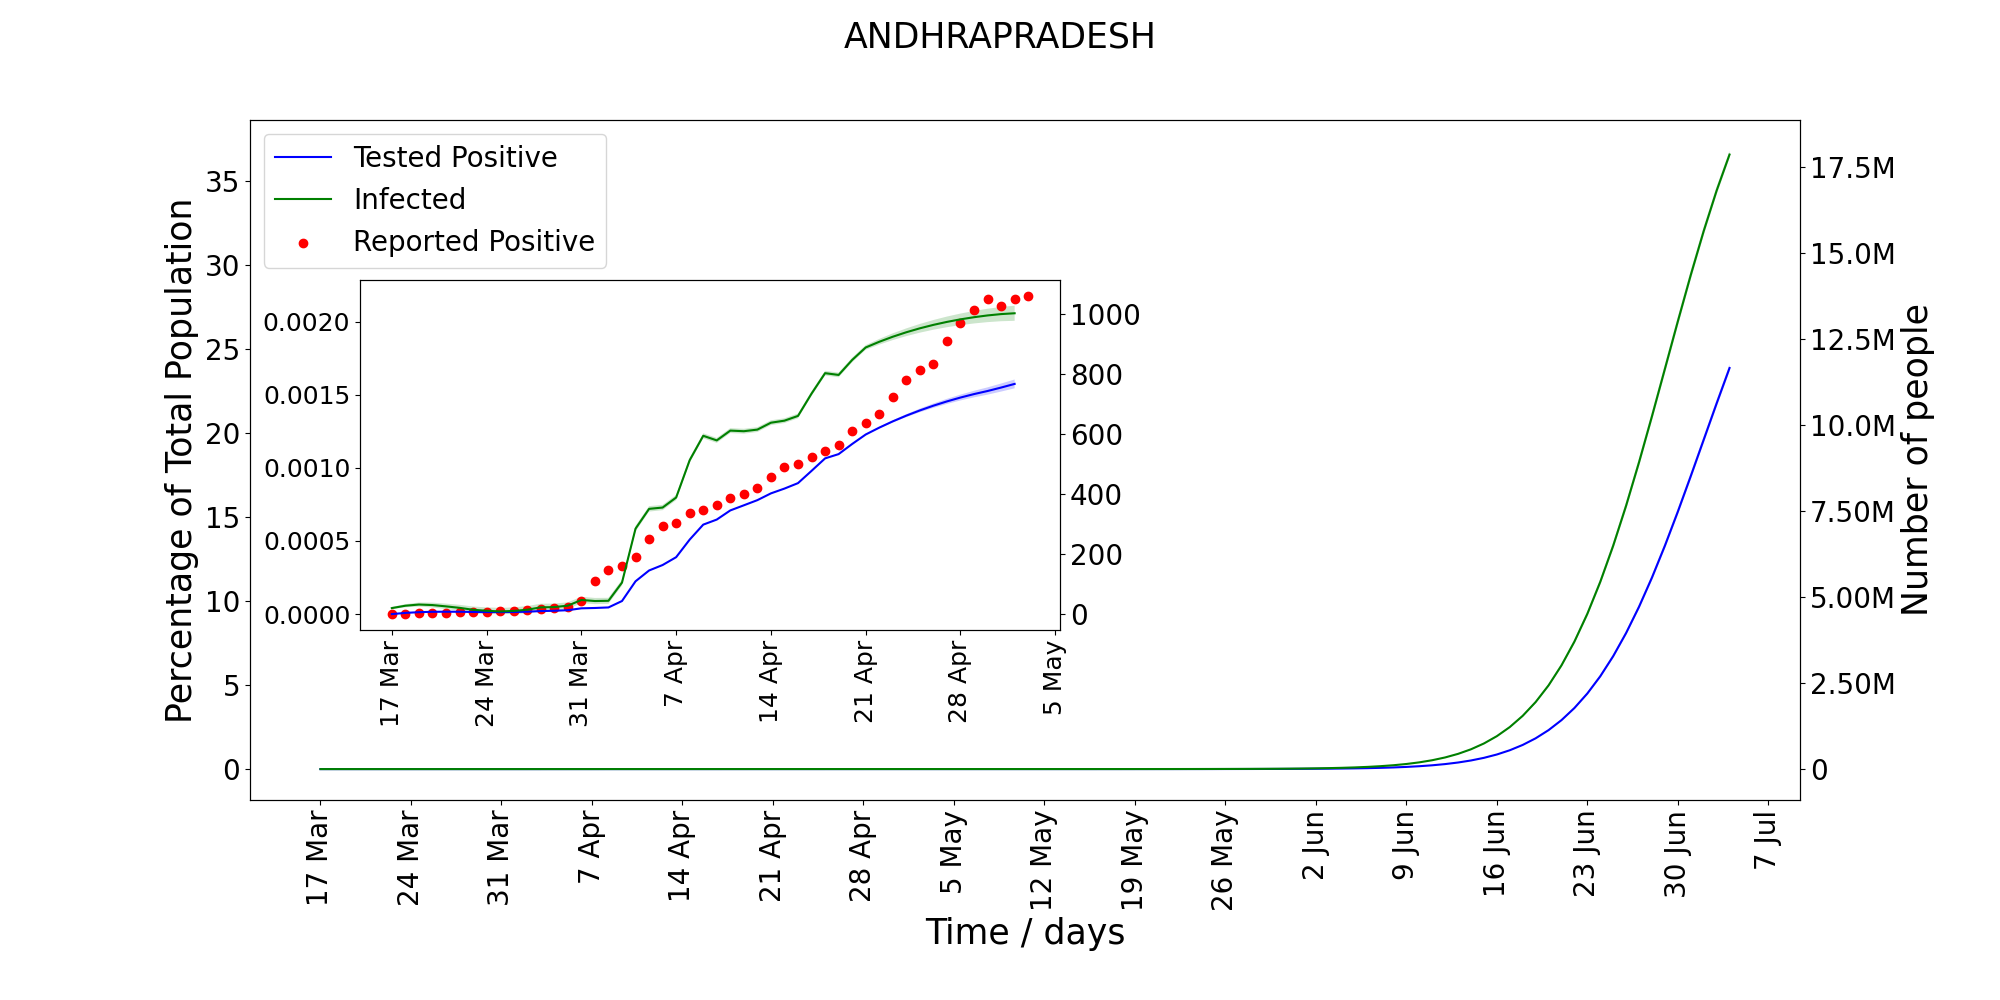 ANDHRAPRADESH
Tested Positive
Infected
Reported Positive
Percentage of Total Population
35
30
25
20
15
10
5
0
17.5M
15.0M
12.5M
10.0M
7.50M
5.00M
2.50M
0
Number of people
0.0020
0.0015
0.0010
0.0005
0.0000
1000
800
600
400
200
0
17 Mar
24 Mar
31 Mar
7 Apr
14 Apr
21 Apr
28 Apr
5 May
17 Mar
24 Mar
31 Mar
7 Apr
14 Apr
21 Apr
28 Apr
5 May
12 May
19 May
26 May
2 Jun
9 Jun
16 Jun
23 Jun
30 Jun
7 Jul
Time / days